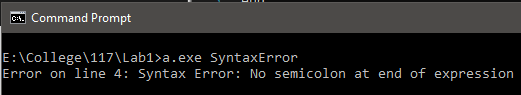 Command Prompt
E:\College\117\Lab1>a.exe SyntaxError
Error on line 4: Syntax Error: No semicolon at end of expression